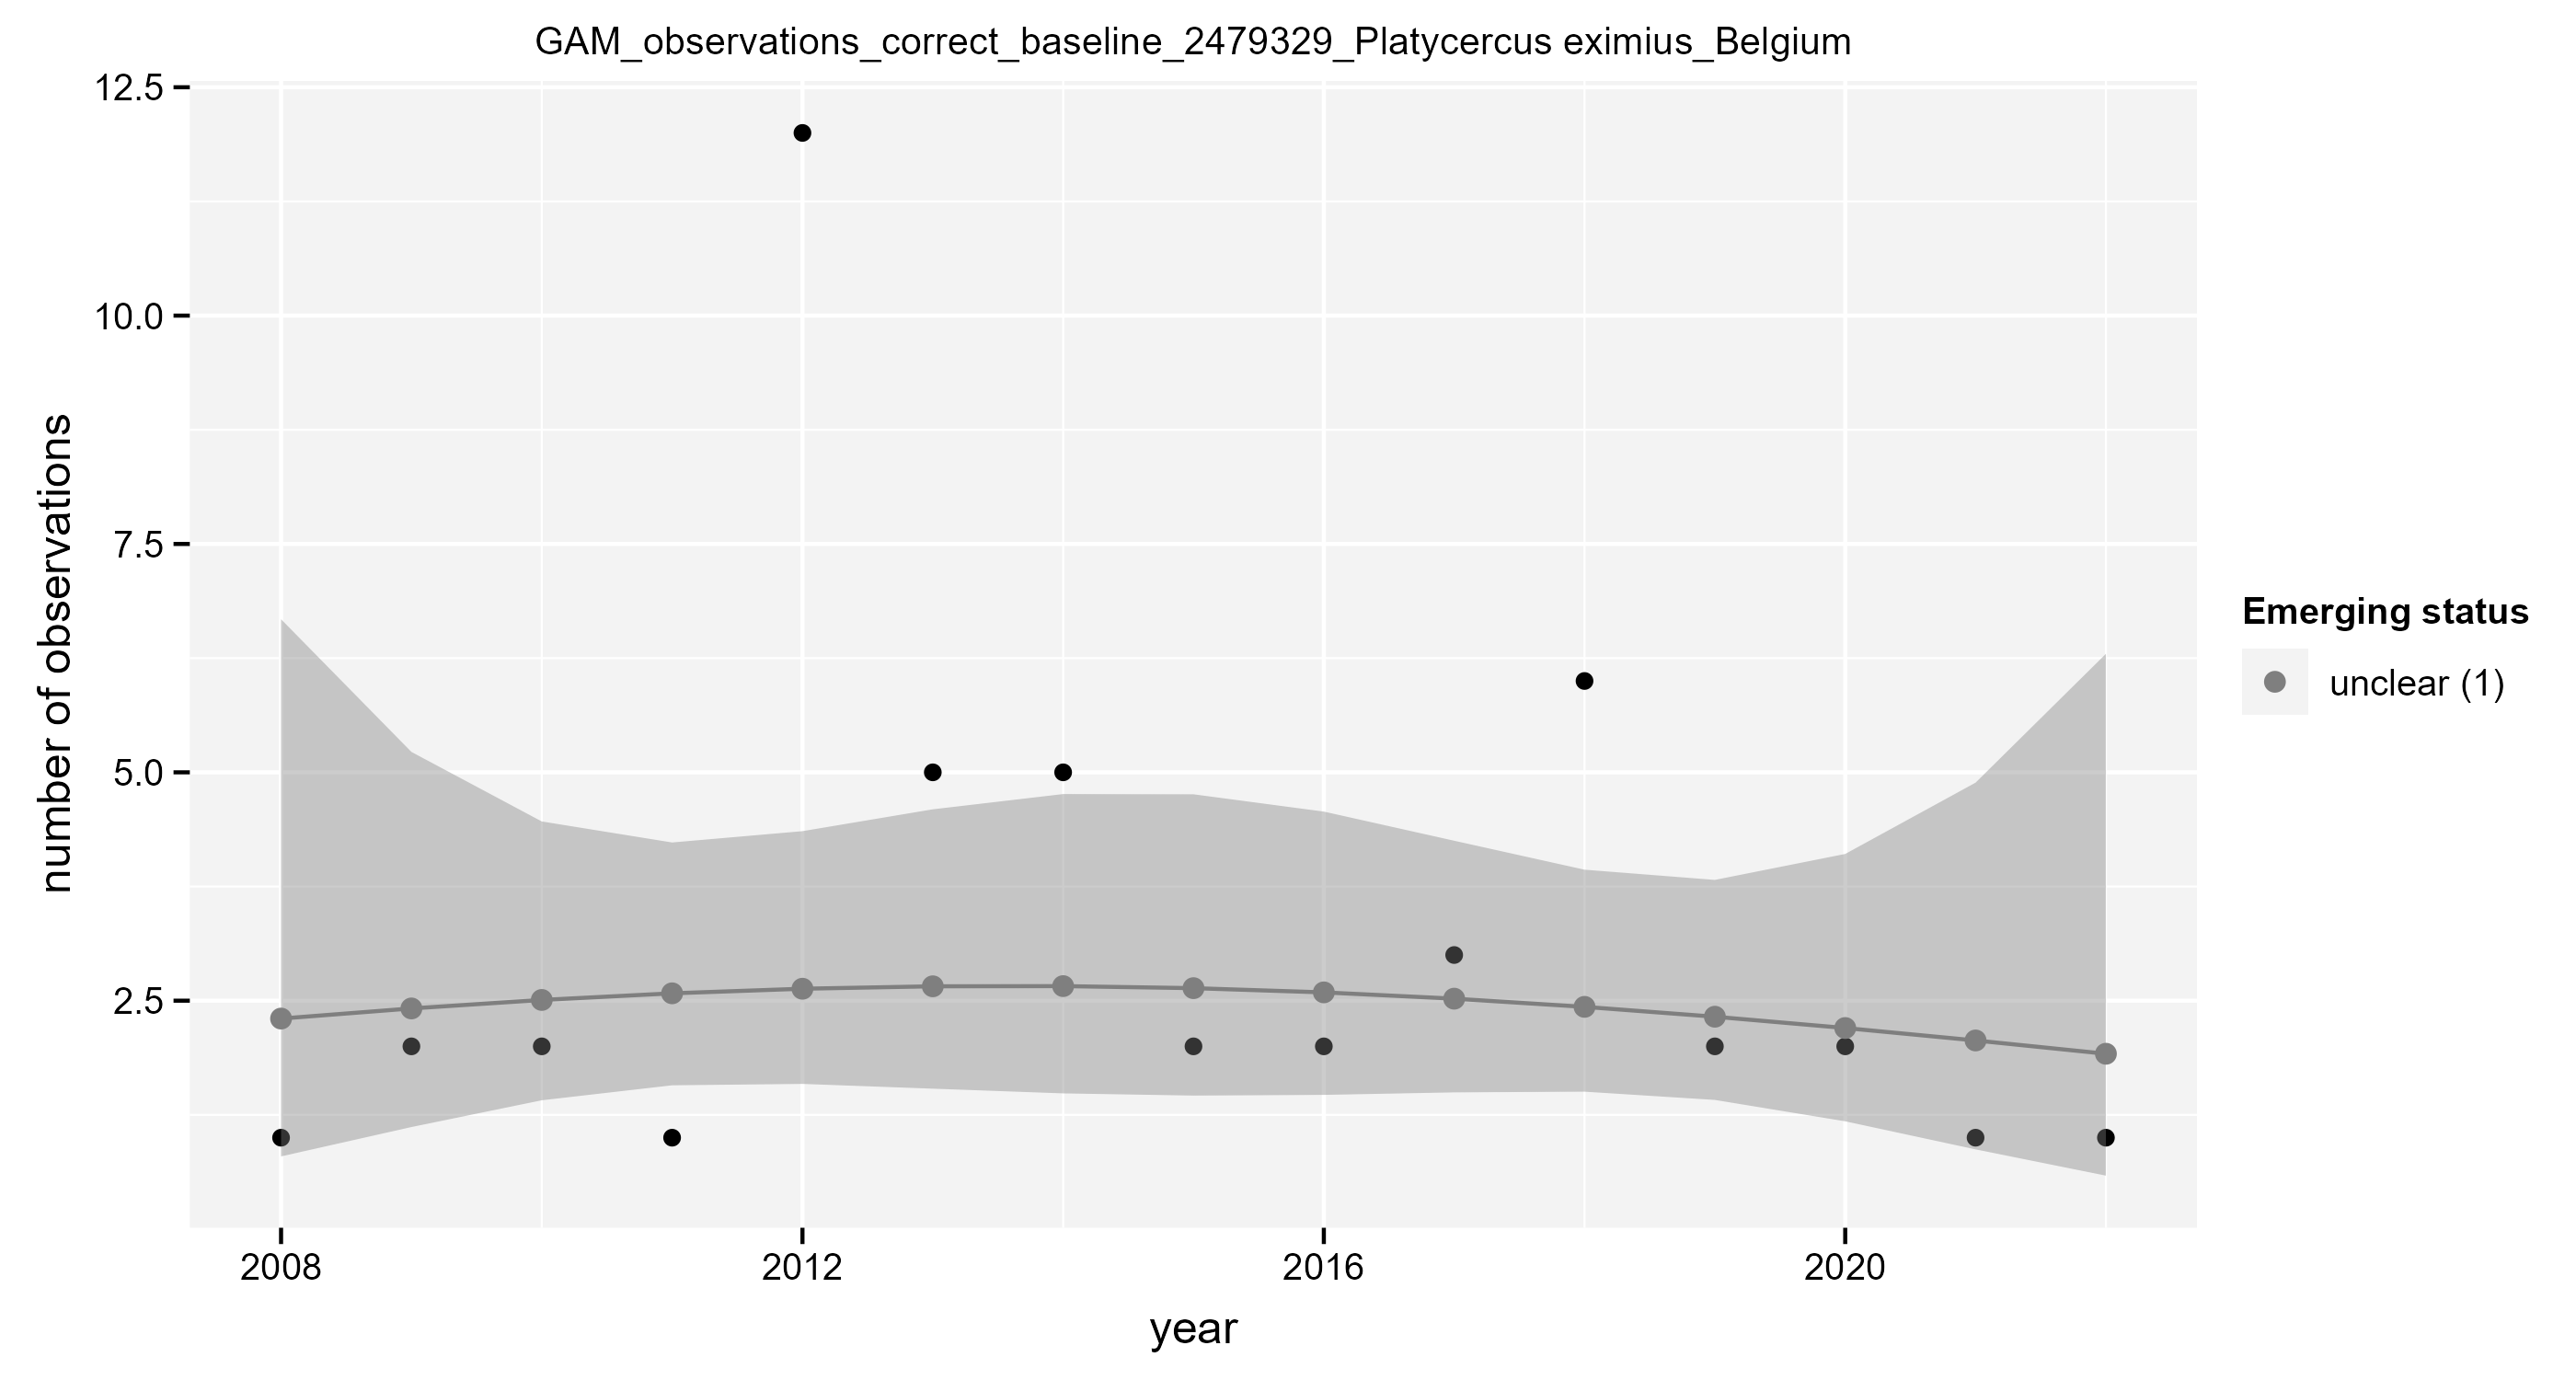 GAM_observations_correct_baseline_2479329_Platycercus eximius_Belgium
12.5
10.0
7.5
5.0
2.5
number of observations
2008
2012
2016
2020
year
Emerging status
unclear (1)